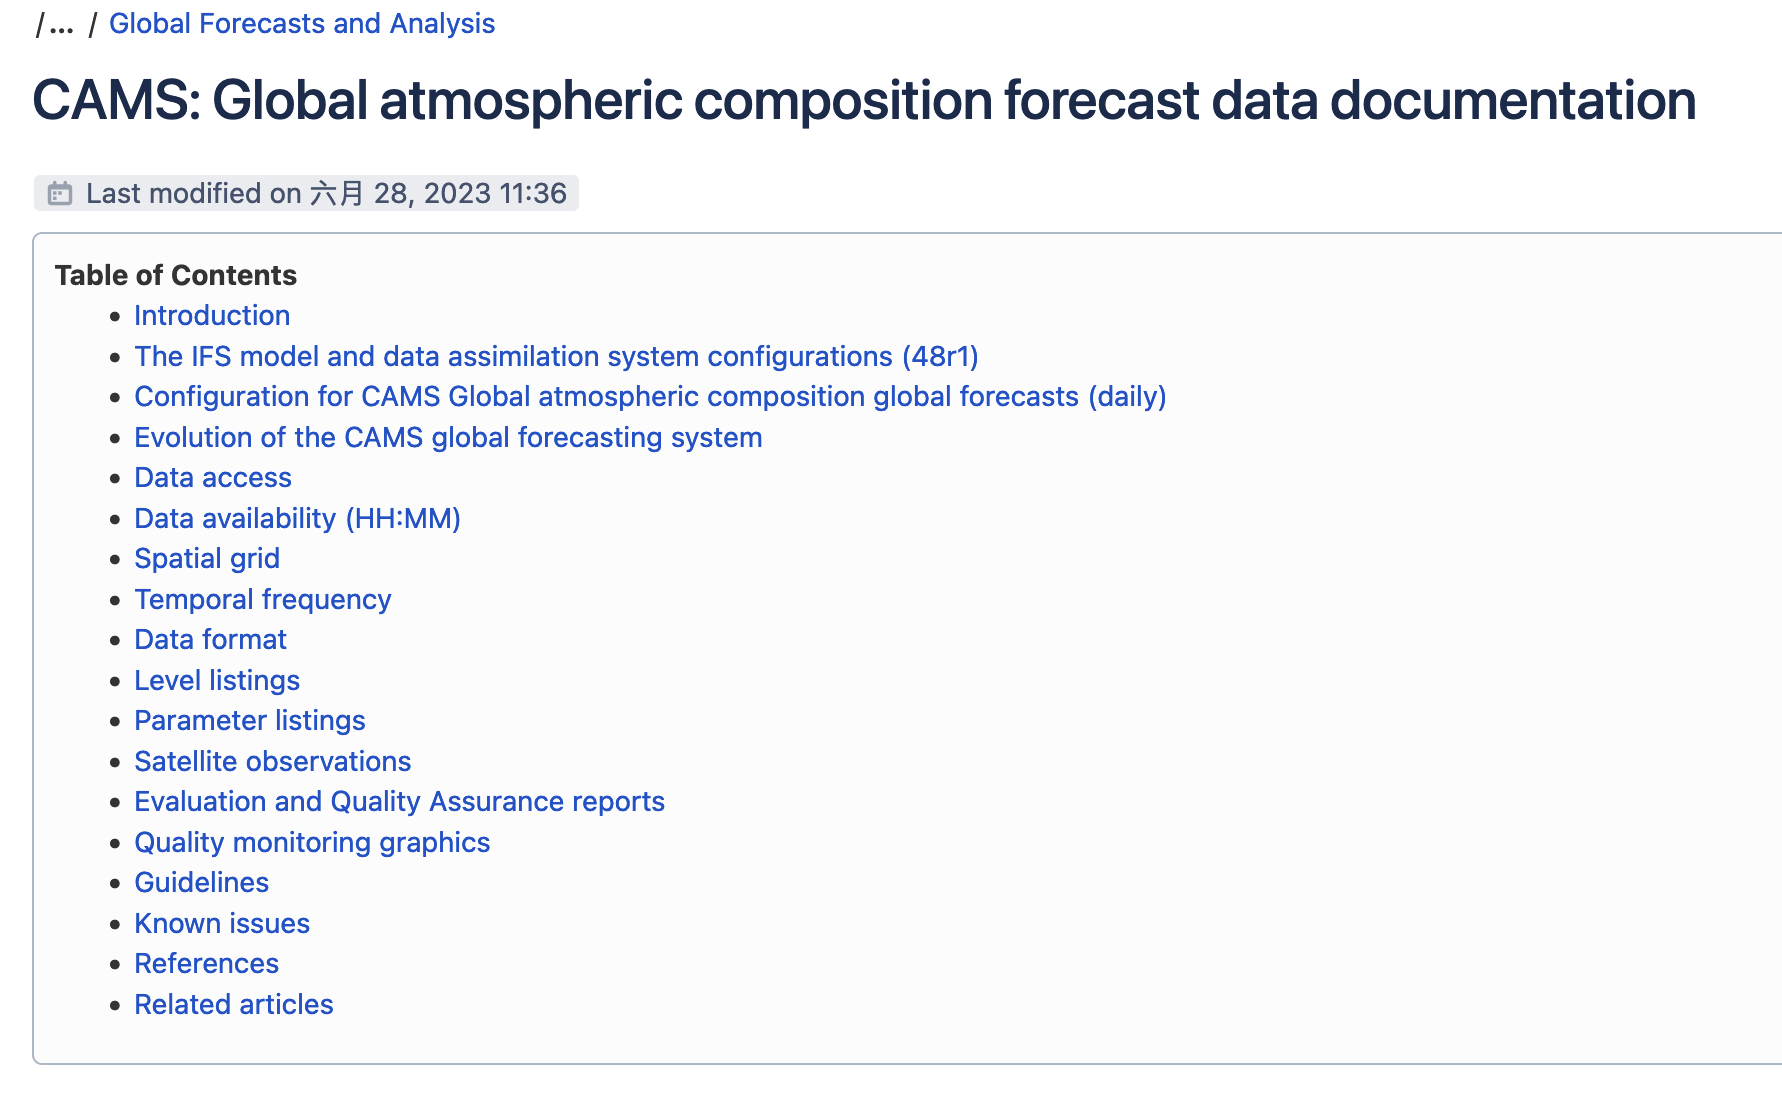 / ... / Global Forecasts and Analysis
CAMS: Global atmospheric composition forecast data documentation
Last modified on 六月 28, 2023 11:36
Table of Contents
• Introduction
• The IFS model and data assimilation system configurations (48r1)
• Configuration for CAMS Global atmospheric composition global forecasts (daily)
• Evolution of the CAMS global forecasting system
• Data access
• Data availability (HH:MM)
• Spatial grid
• Temporal frequency
• Data format
• Level listings
• Parameter listings
• Satellite observations
• Evaluation and Quality Assurance reports
• Quality monitoring graphics
• Guidelines
• Known issues
• References
• Related articles